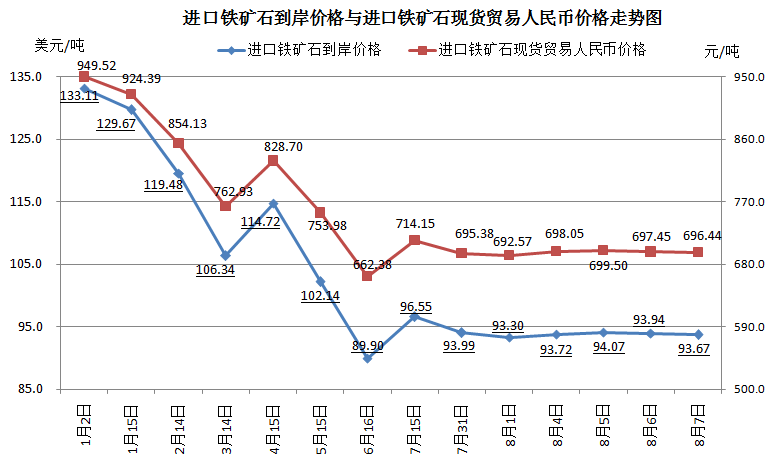 进口铁矿石到岸价格与进口铁矿石现货贸易人民币价格走势图
美元/吨
进口铁矿石到岸价格
进口铁矿石现货贸易人民币价格
元/吨
135.0
125.0
115.0
105.0
95.0
85.0
950.0
860.0
770.0
680.0
590.0
500.0
949.52
924.39
854.13
762.93
828.70
753.98
662.38
714.15
695.38
692.57
698.05
699.50
697.45
696.44
133.11
129.67
119.48
106.34
114.72
102.14
89.90
96.55
93.99
93.30
93.72
94.07
93.94
93.67
1月2日
1月15日
2月14日
3月14日
4月15日
5月15日
6月16日
7月15日
7月31日
8月1日
8月4日
8月5日
8月6日
8月7日